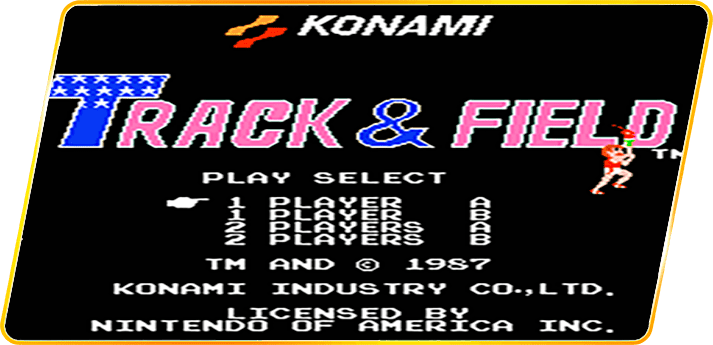 KONAMI
TRACK & FIELD
TM
PLAY SELECT
1 PLAYER A
1 PLAYER B
2 PLAYERS A
2 PLAYERS B
TM AND © 1987
KONAMI INDUSTRY CO.,LTD.
LICENSED BY
NINTENDO OF AMERICA INC.